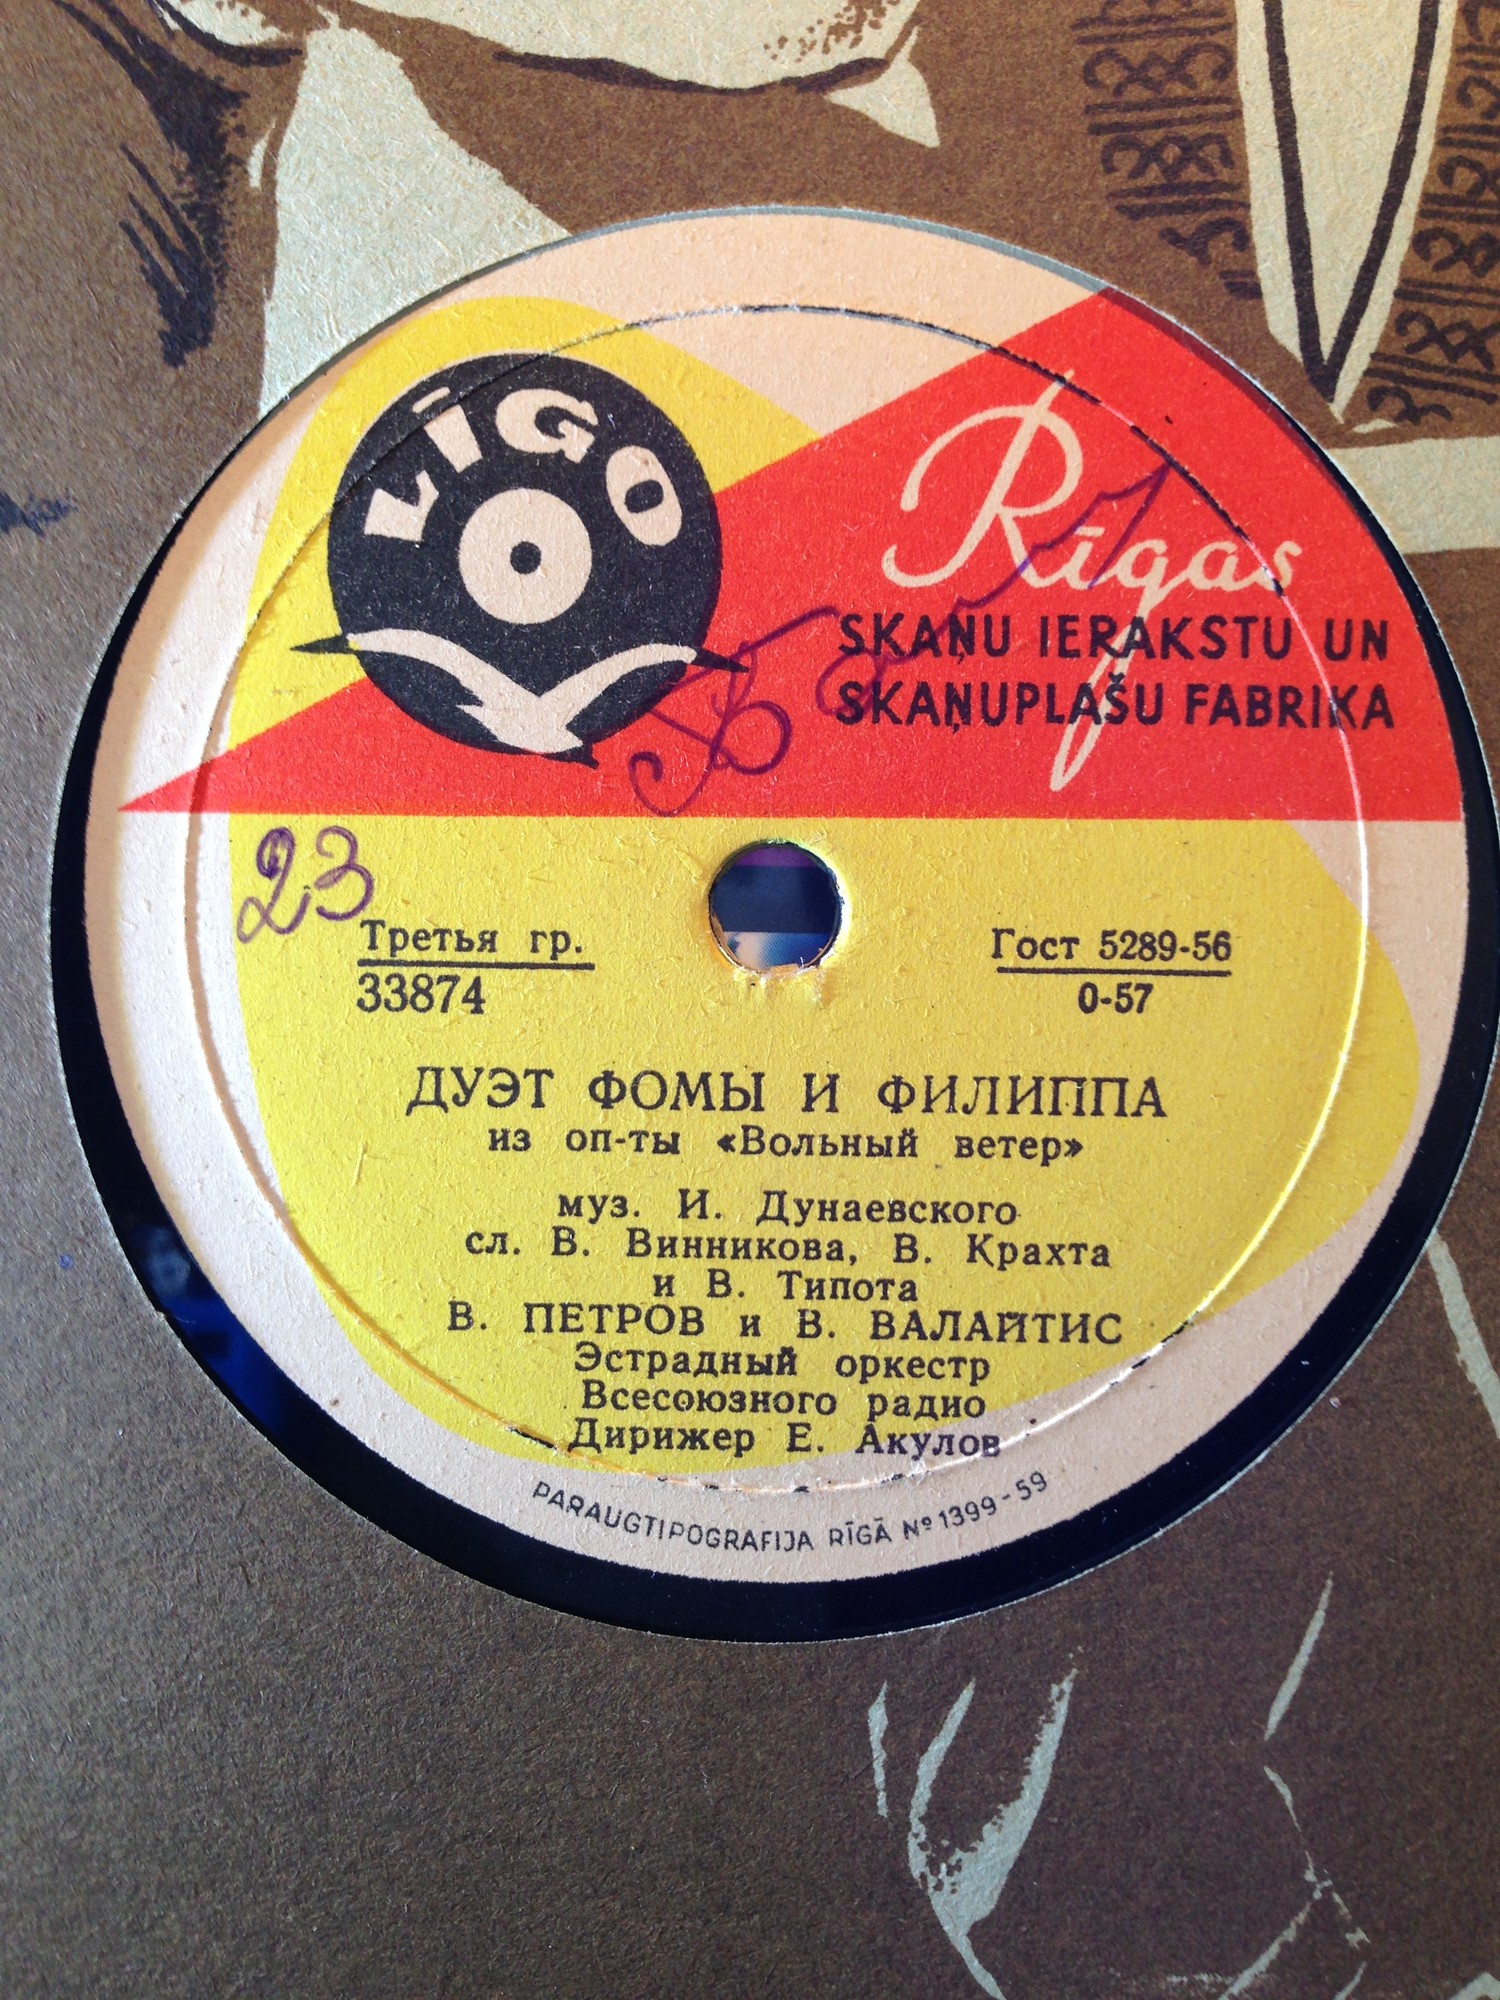 LĪGO
Rīgas
SKAŅU IERAKSTU UN
SKAŅUPLAŠU FABRIKA
23
Третья гр.
33874
Гост 5289-56
0-57
ДУЭТ ФОМЫ И ФИЛИППА
из оп-ты «Вольный ветер»
муз. И. Дунаевского
сл. В. Винникова, В. Крахта
и В. Типота
В. ПЕТРОВ и В. ВАЛАЙТИС
Эстрадный оркестр
Всесоюзного радио
Дирижер Е. Акулов
PARAUGTIPOGRAFIJA RĪGĀ Nº 1399-59